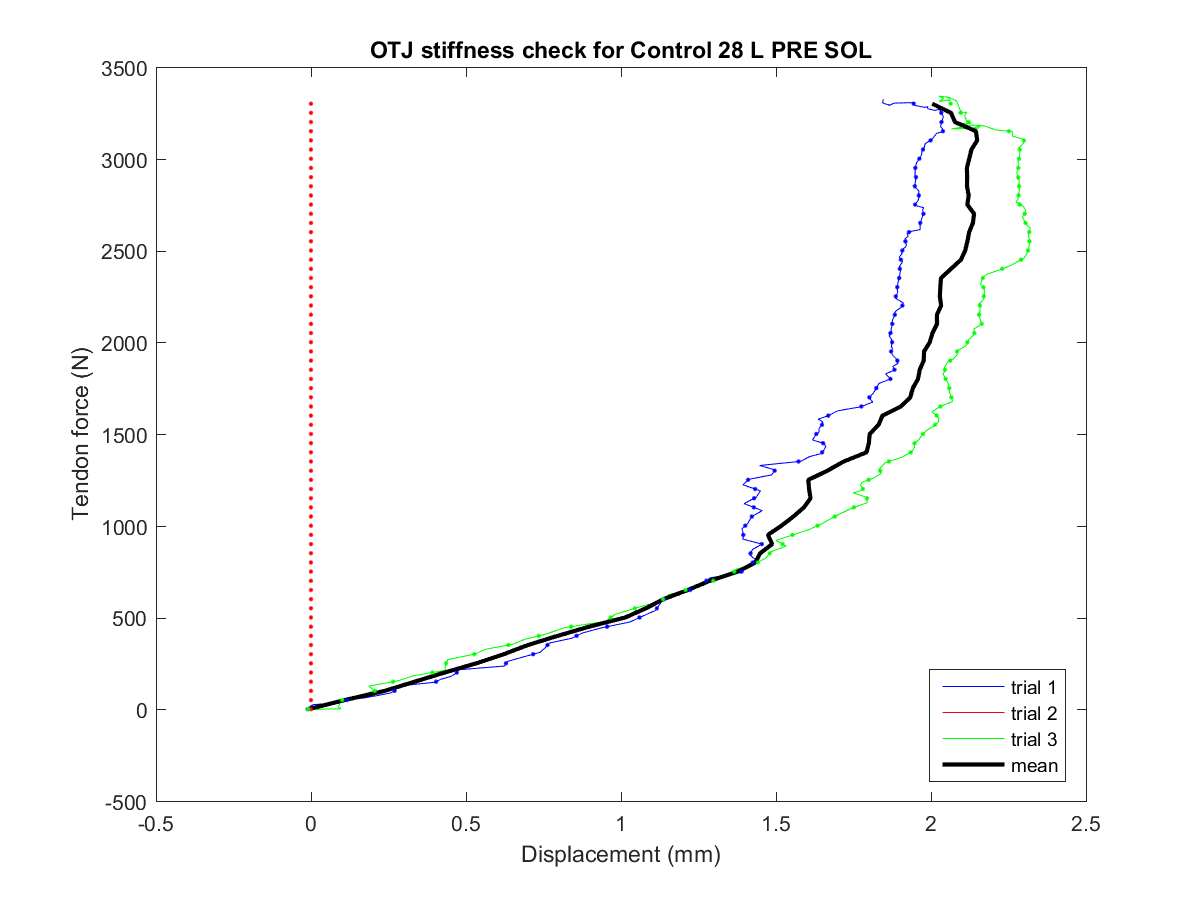 OTJ stiffness check for Control 28 L PRE SOL
3500
3000
2500
2000
1500
1000
500
0
-500
Tendon force (N)
-0.5
0
0.5
1
1.5
2
2.5
Displacement (mm)
trial 1
trial 2
trial 3
mean